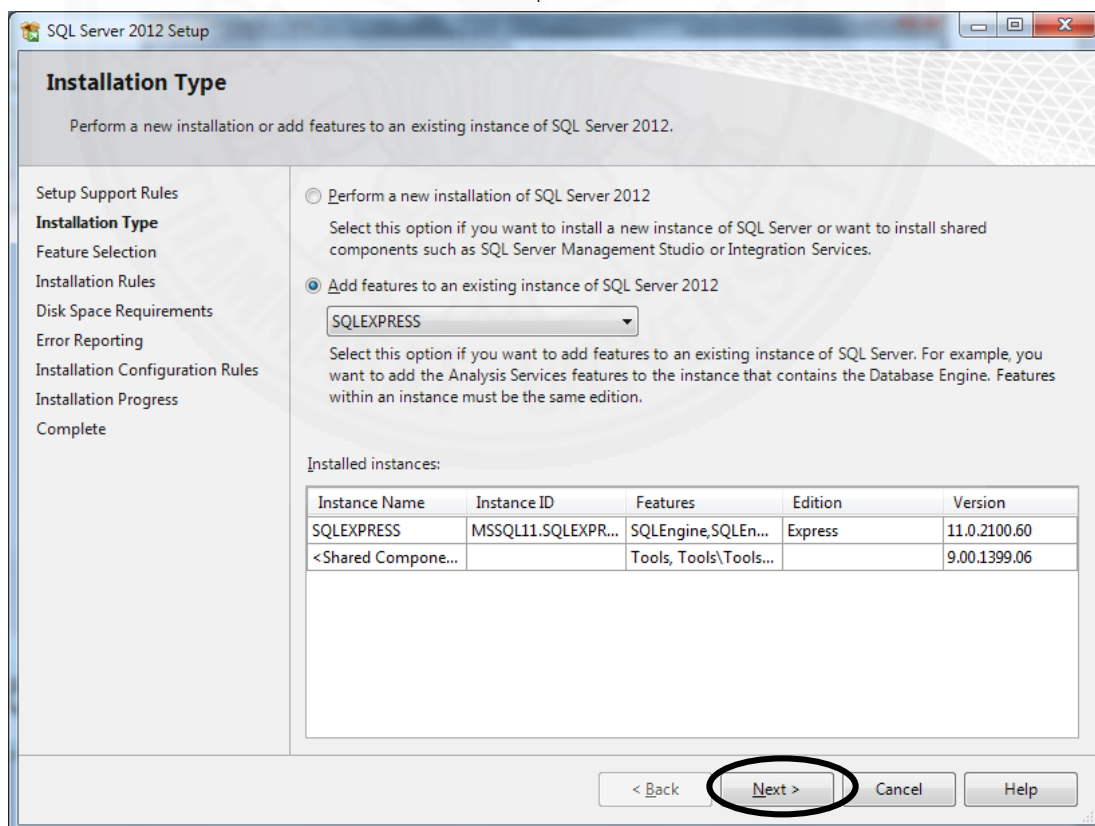 SQL Server 2012 Setup
Installation Type
Perform a new installation or add features to an existing instance of SQL Server 2012.
Setup Support Rules
Installation Type
Feature Selection
Installation Rules
Disk Space Requirements
Error Reporting
Installation Configuration Rules
Installation Progress
Complete
Perform a new installation of SQL Server 2012
Select this option if you want to install a new instance of SQL Server or want to install shared
components such as SQL Server Management Studio or Integration Services.
Add features to an existing instance of SQL Server 2012
SQLEXPRESS
Select this option if you want to add features to an existing instance of SQL Server. For example, you
want to add the Analysis Services features to the instance that contains the Database Engine. Features
within an instance must be the same edition.
Installed instances:
Instance Name Instance ID Features Edition Version
SQLEXPRESS MSSQL11.SQLEXPR... SQLEngine,SQLEn... Express 11.0.2100.60
<Shared Compone... Tools, Tools\Tools... 9.00.1399.06
< Back Next > Cancel Help